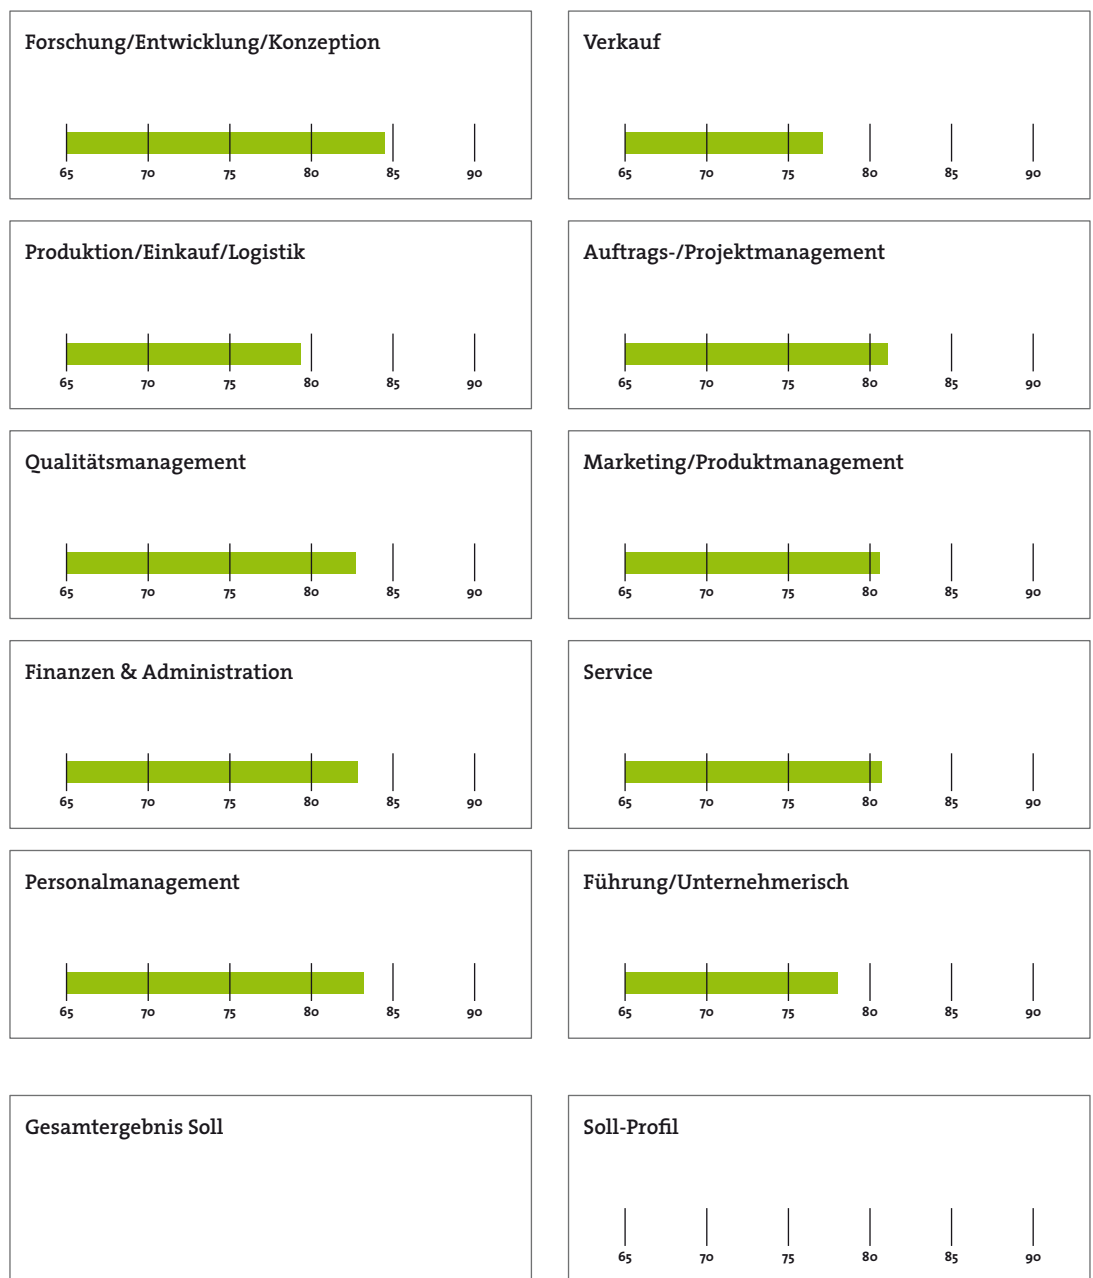 Forschung/Entwicklung/Konzeption
65 70 75 80 85 90
Verkauf
65 70 75 80 85 90
Produktion/Einkauf/Logistik
65 70 75 80 85 90
Auftrags-/Projektmanagement
65 70 75 80 85 90
Qualitätsmanagement
65 70 75 80 85 90
Marketing/Produktmanagement
65 70 75 80 85 90
Finanzen & Administration
65 70 75 80 85 90
Service
65 70 75 80 85 90
Personalmanagement
65 70 75 80 85 90
Führung/Unternehmerisch
65 70 75 80 85 90
Gesamtergebnis Soll
Soll-Profil
65 70 75 80 85 90